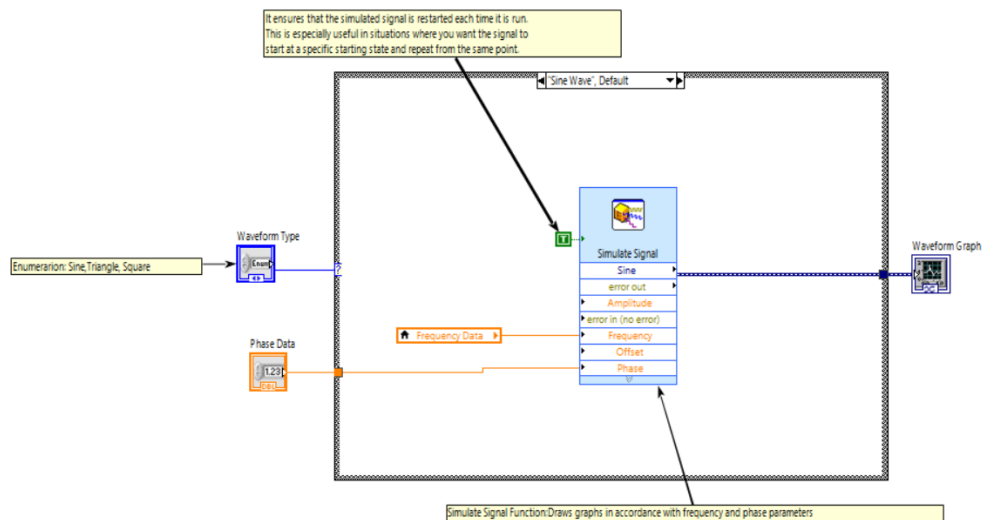 It ensures that the simulated signal is restarted each time it is run.
This is especially useful in situations where you want the signal to
start at a specific starting state and repeat from the same point.
"Sine Wave", Default
Waveform Type
Enum
Enumerarion: Sine,Triangle, Square
?
T
Simulate Signal
Sine
error out
Amplitude
error in (no error)
Frequency
Offset
Phase
Frequency Data
Phase Data
1.23
DBL
Waveform Graph
Simulate Signal Function:Draws graphs in accordance with frequency and phase parameters